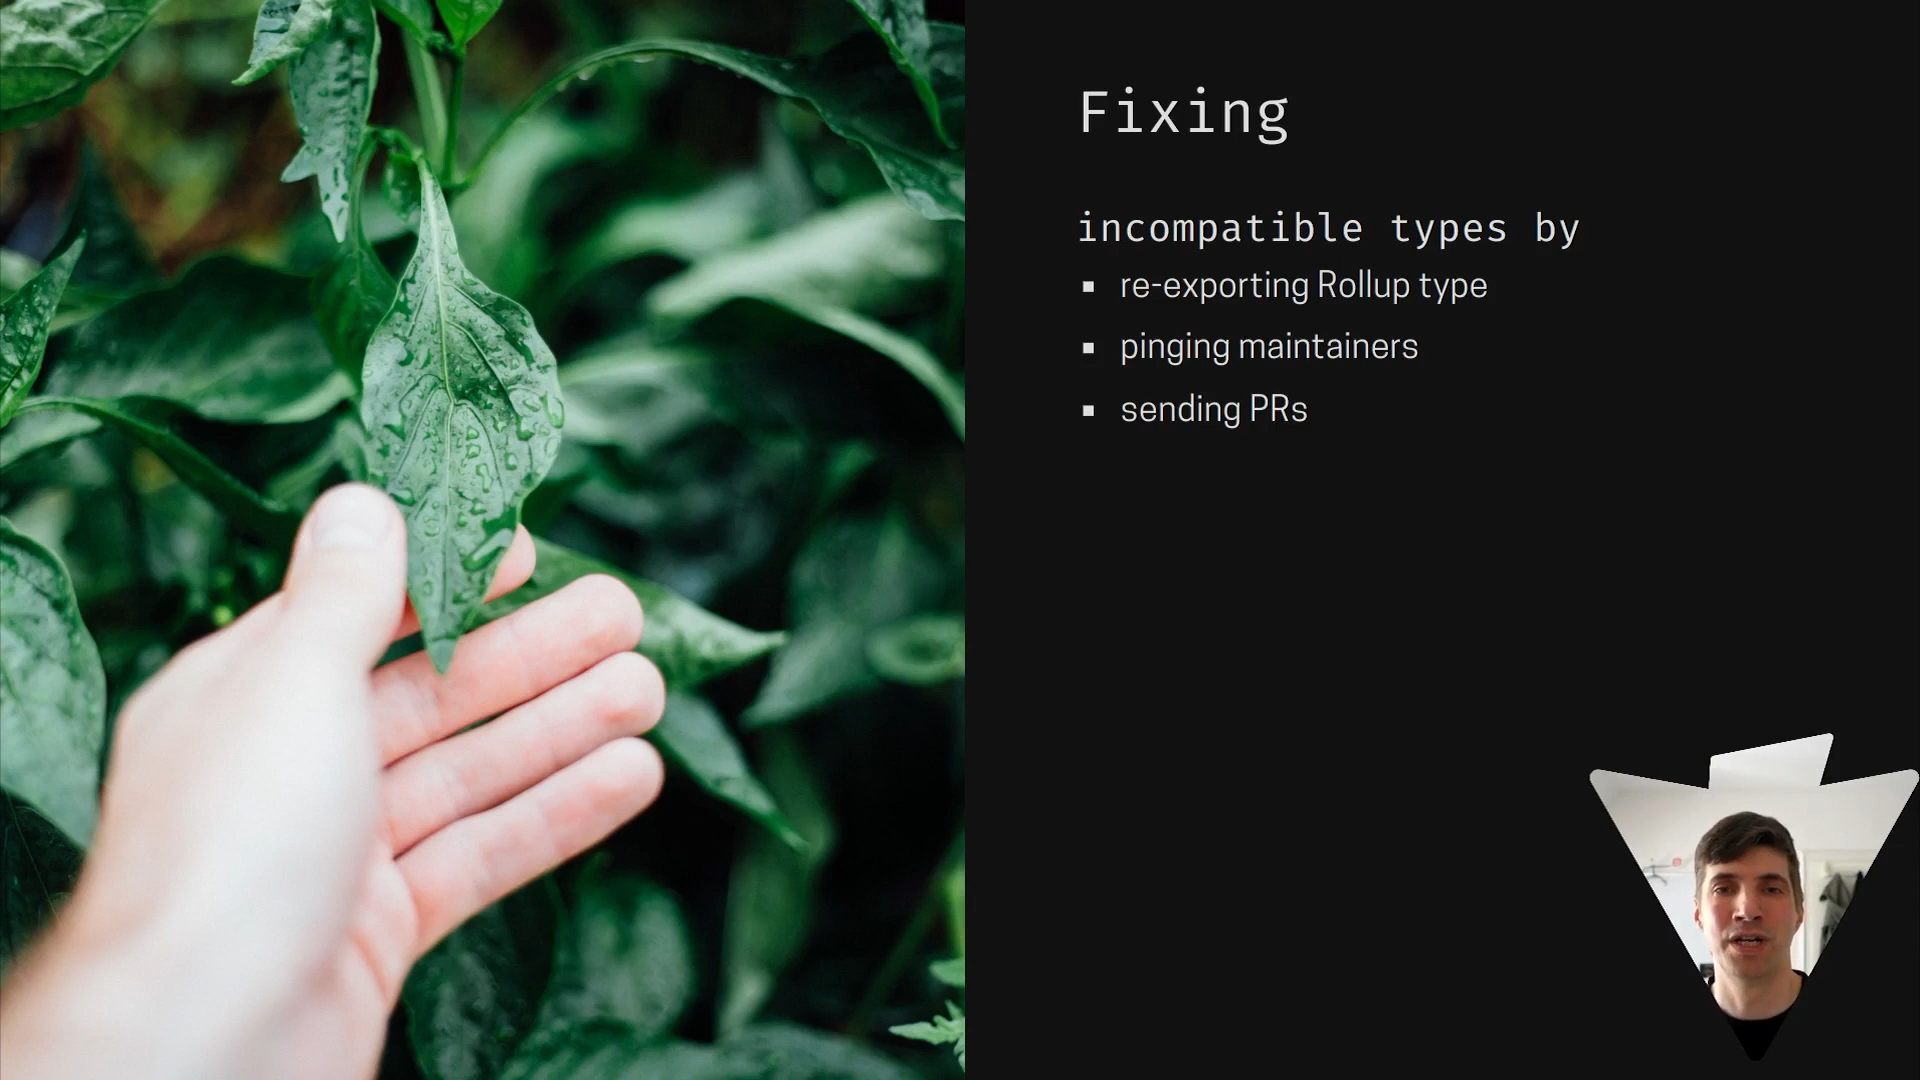 Fixing
incompatible types by
▪ re-exporting Rollup type
▪ pinging maintainers
▪ sending PRs